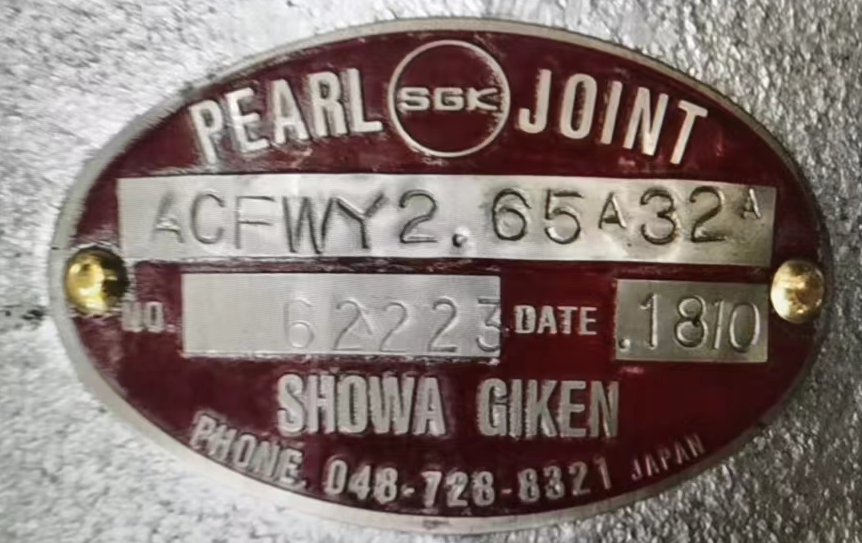 PEARL SGK JOINT
ACFWY2.65A32A
NO. 62223 DATE .1810
SHOWA GIKEN
PHONE. 048-728-8321 JAPAN